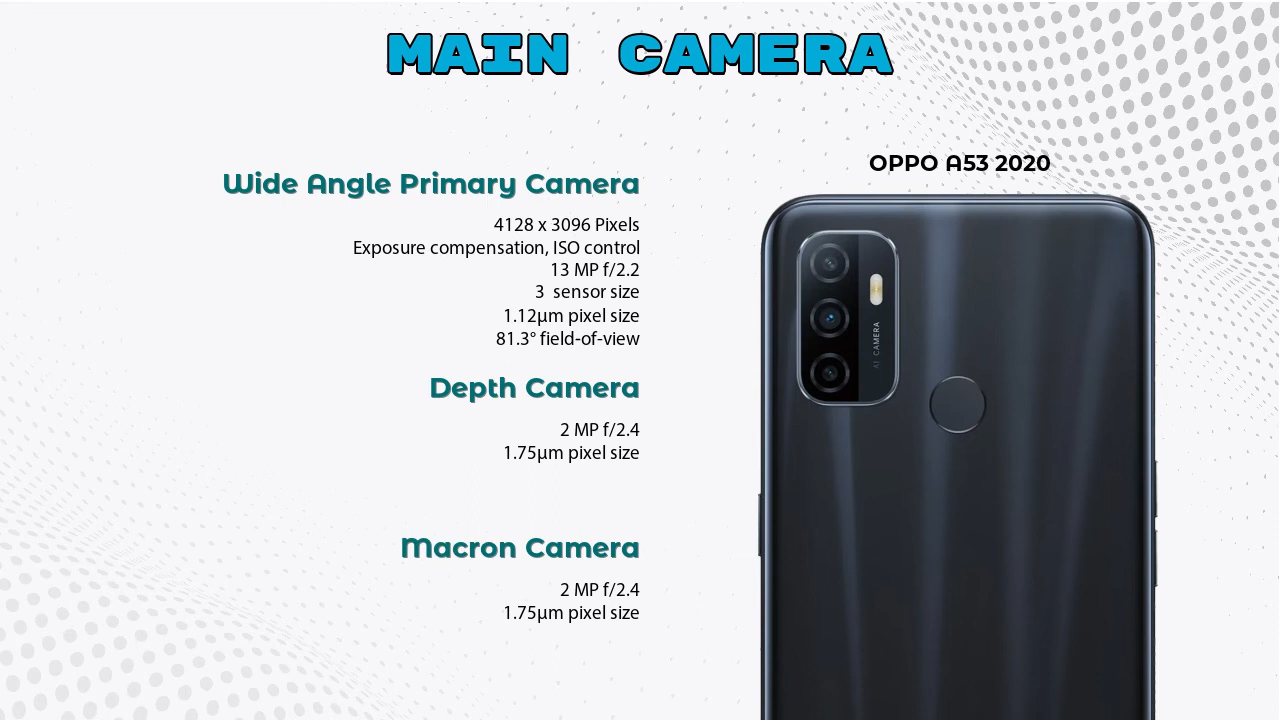 MAIN CAMERA
OPPO A53 2020
Wide Angle Primary Camera
4128 x 3096 Pixels
Exposure compensation, ISO control
13 MP f/2.2
3  sensor size
1.12µm pixel size
81.3° field-of-view
Depth Camera
2 MP f/2.4
1.75µm pixel size
Macron Camera
2 MP f/2.4
1.75µm pixel size
AI CAMERA